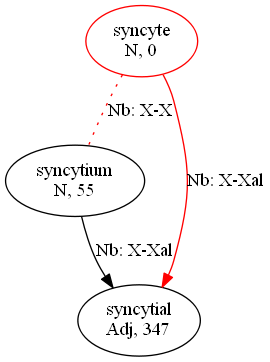 syncyte
N, 0
Nb: X-X
syncytium
N, 55
Nb: X-Xal
Nb: X-Xal
syncytial
Adj, 347